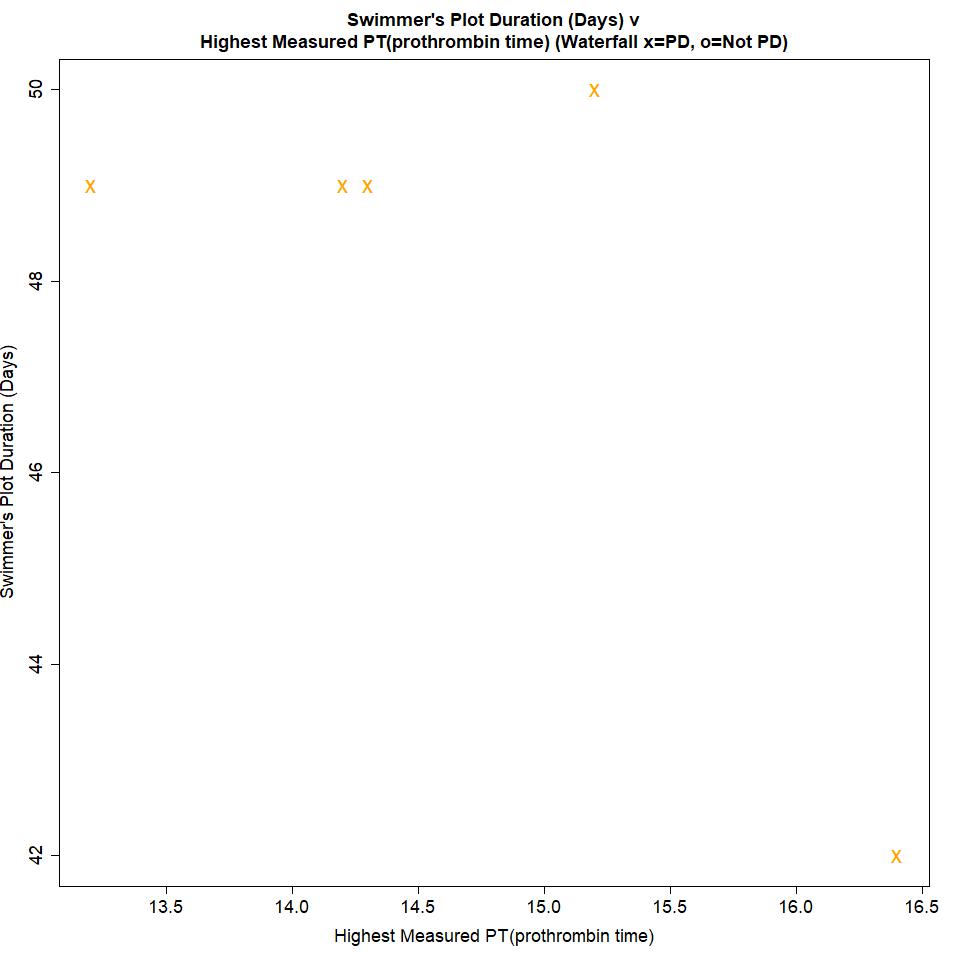 Swimmer's Plot Duration (Days) v
Highest Measured PT(prothrombin time) (Waterfall x=PD, o=Not PD)
Swimmer's Plot Duration (Days)
50
48
46
44
42
X
X
X
X
X
13.5
14.0
14.5
15.0
15.5
16.0
16.5
Highest Measured PT(prothrombin time)